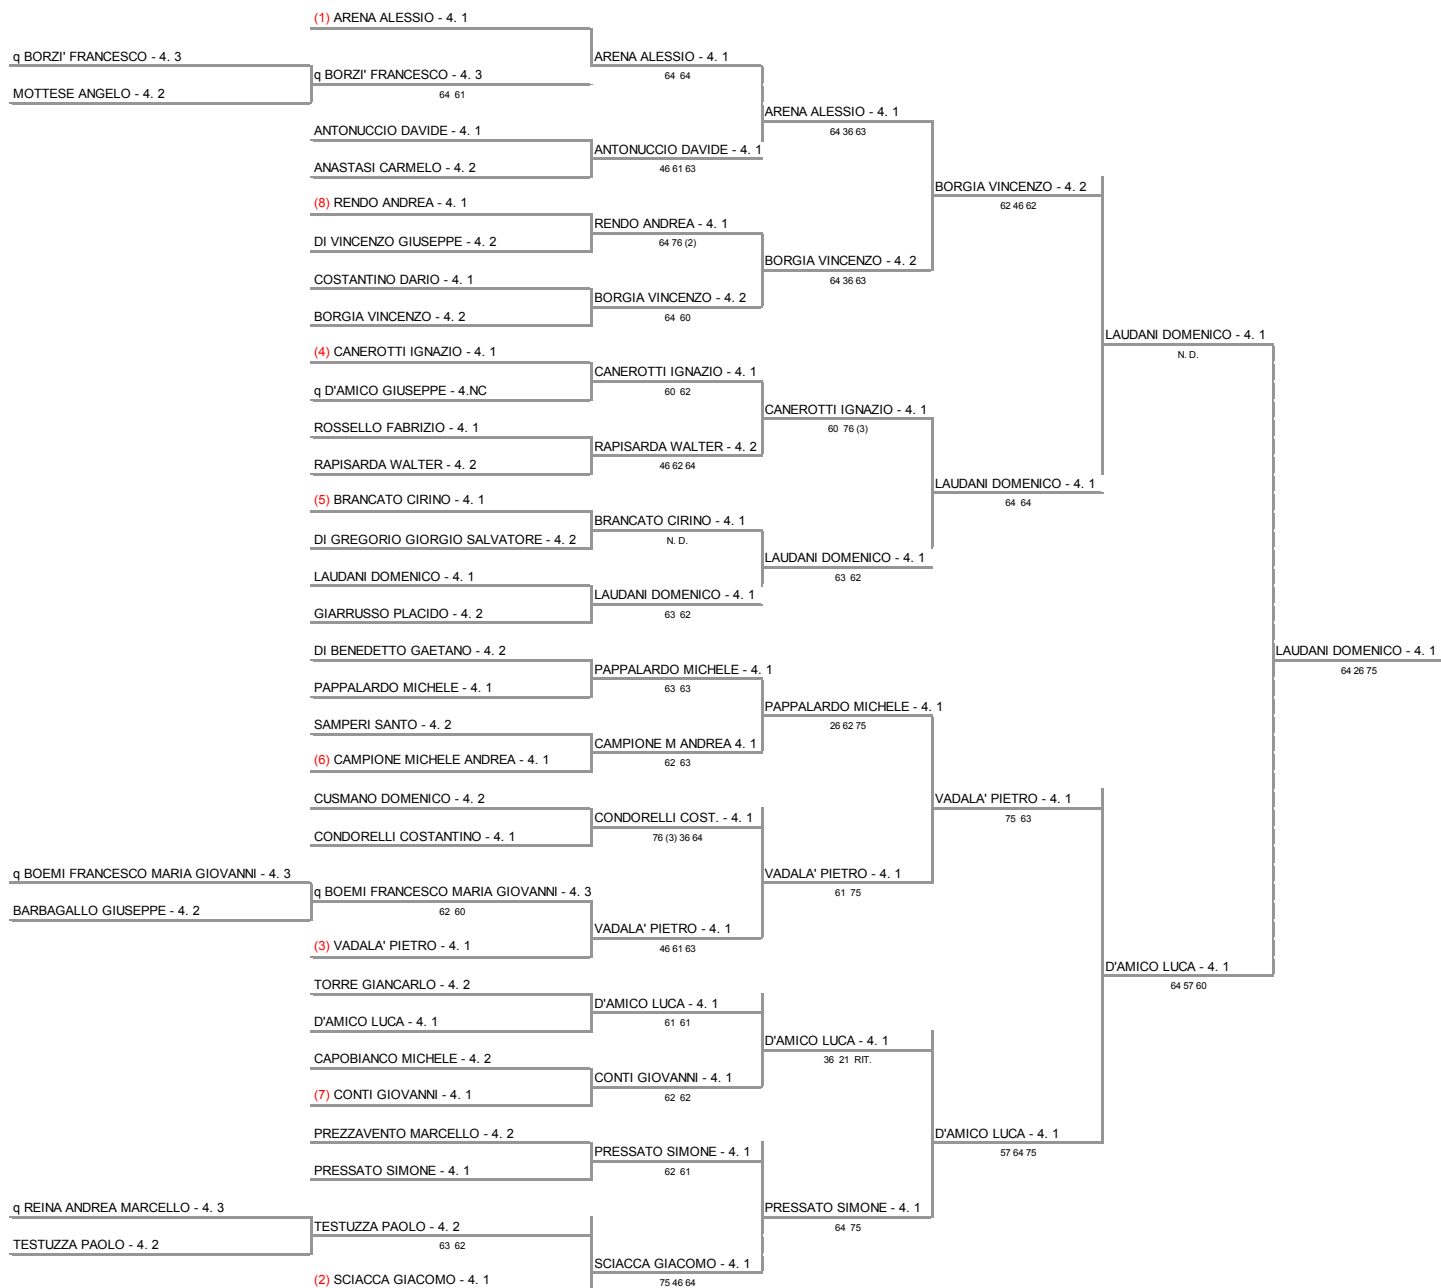 (1) ARENA ALESSIO - 4. 1
q BORZI' FRANCESCO - 4. 3
MOTTESE ANGELO - 4. 2
q BORZI' FRANCESCO - 4. 3
64 61
ARENA ALESSIO - 4. 1
64 64
ANTONUCCIO DAVIDE - 4. 1
ANASTASI CARMELO - 4. 2
ANTONUCCIO DAVIDE - 4. 1
46 61 63
ARENA ALESSIO - 4. 1
64 36 63
(8) RENDO ANDREA - 4. 1
DI VINCENZO GIUSEPPE - 4. 2
RENDO ANDREA - 4. 1
64 76 (2)
COSTANTINO DARIO - 4. 1
BORGIA VINCENZO - 4. 2
BORGIA VINCENZO - 4. 2
64 60
BORGIA VINCENZO - 4. 2
64 36 63
BORGIA VINCENZO - 4. 2
62 46 62
(4) CANEROTTI IGNAZIO - 4. 1
q D'AMICO GIUSEPPE - 4.NC
CANEROTTI IGNAZIO - 4. 1
60 62
ROSSELLO FABRIZIO - 4. 1
RAPISARDA WALTER - 4. 2
RAPISARDA WALTER - 4. 2
46 62 64
CANEROTTI IGNAZIO - 4. 1
60 76 (3)
(5) BRANCATO CIRINO - 4. 1
DI GREGORIO GIORGIO SALVATORE - 4. 2
BRANCATO CIRINO - 4. 1
N. D.
LAUDANI DOMENICO - 4. 1
GIARRUSSO PLACIDO - 4. 2
LAUDANI DOMENICO - 4. 1
63 62
LAUDANI DOMENICO - 4. 1
63 62
LAUDANI DOMENICO - 4. 1
64 64
LAUDANI DOMENICO - 4. 1
N. D.
DI BENEDETTO GAETANO - 4. 2
PAPPALARDO MICHELE - 4. 1
PAPPALARDO MICHELE - 4. 1
63 63
SAMPERI SANTO - 4. 2
(6) CAMPIONE MICHELE ANDREA - 4. 1
CAMPIONE M ANDREA 4. 1
62 63
PAPPALARDO MICHELE - 4. 1
26 62 75
CUSMANO DOMENICO - 4. 2
CONDORELLI COSTANTINO - 4. 1
CONDORELLI COST. - 4. 1
76 (3) 36 64
q BOEMI FRANCESCO MARIA GIOVANNI - 4. 3
BARBAGALLO GIUSEPPE - 4. 2
q BOEMI FRANCESCO MARIA GIOVANNI - 4. 3
62 60
(3) VADALA' PIETRO - 4. 1
VADALA' PIETRO - 4. 1
46 61 63
VADALA' PIETRO - 4. 1
61 75
VADALA' PIETRO - 4. 1
75 63
TORRE GIANCARLO - 4. 2
D'AMICO LUCA - 4. 1
D'AMICO LUCA - 4. 1
61 61
CAPOBIANCO MICHELE - 4. 2
(7) CONTI GIOVANNI - 4. 1
CONTI GIOVANNI - 4. 1
62 62
D'AMICO LUCA - 4. 1
36 21 RIT.
PREZZAVENTO MARCELLO - 4. 2
PRESSATO SIMONE - 4. 1
PRESSATO SIMONE - 4. 1
62 61
q REINA ANDREA MARCELLO - 4. 3
TESTUZZA PAOLO - 4. 2
TESTUZZA PAOLO - 4. 2
63 62
(2) SCIACCA GIACOMO - 4. 1
SCIACCA GIACOMO - 4. 1
75 46 64
PRESSATO SIMONE - 4. 1
64 75
D'AMICO LUCA - 4. 1
57 64 75
D'AMICO LUCA - 4. 1
64 57 60
LAUDANI DOMENICO - 4. 1
64 26 75